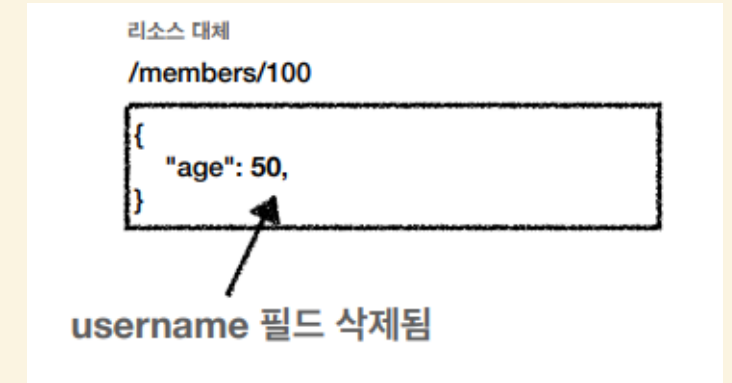 리소스 대체
/members/100
{
"age": 50,
}
username 필드 삭제됨